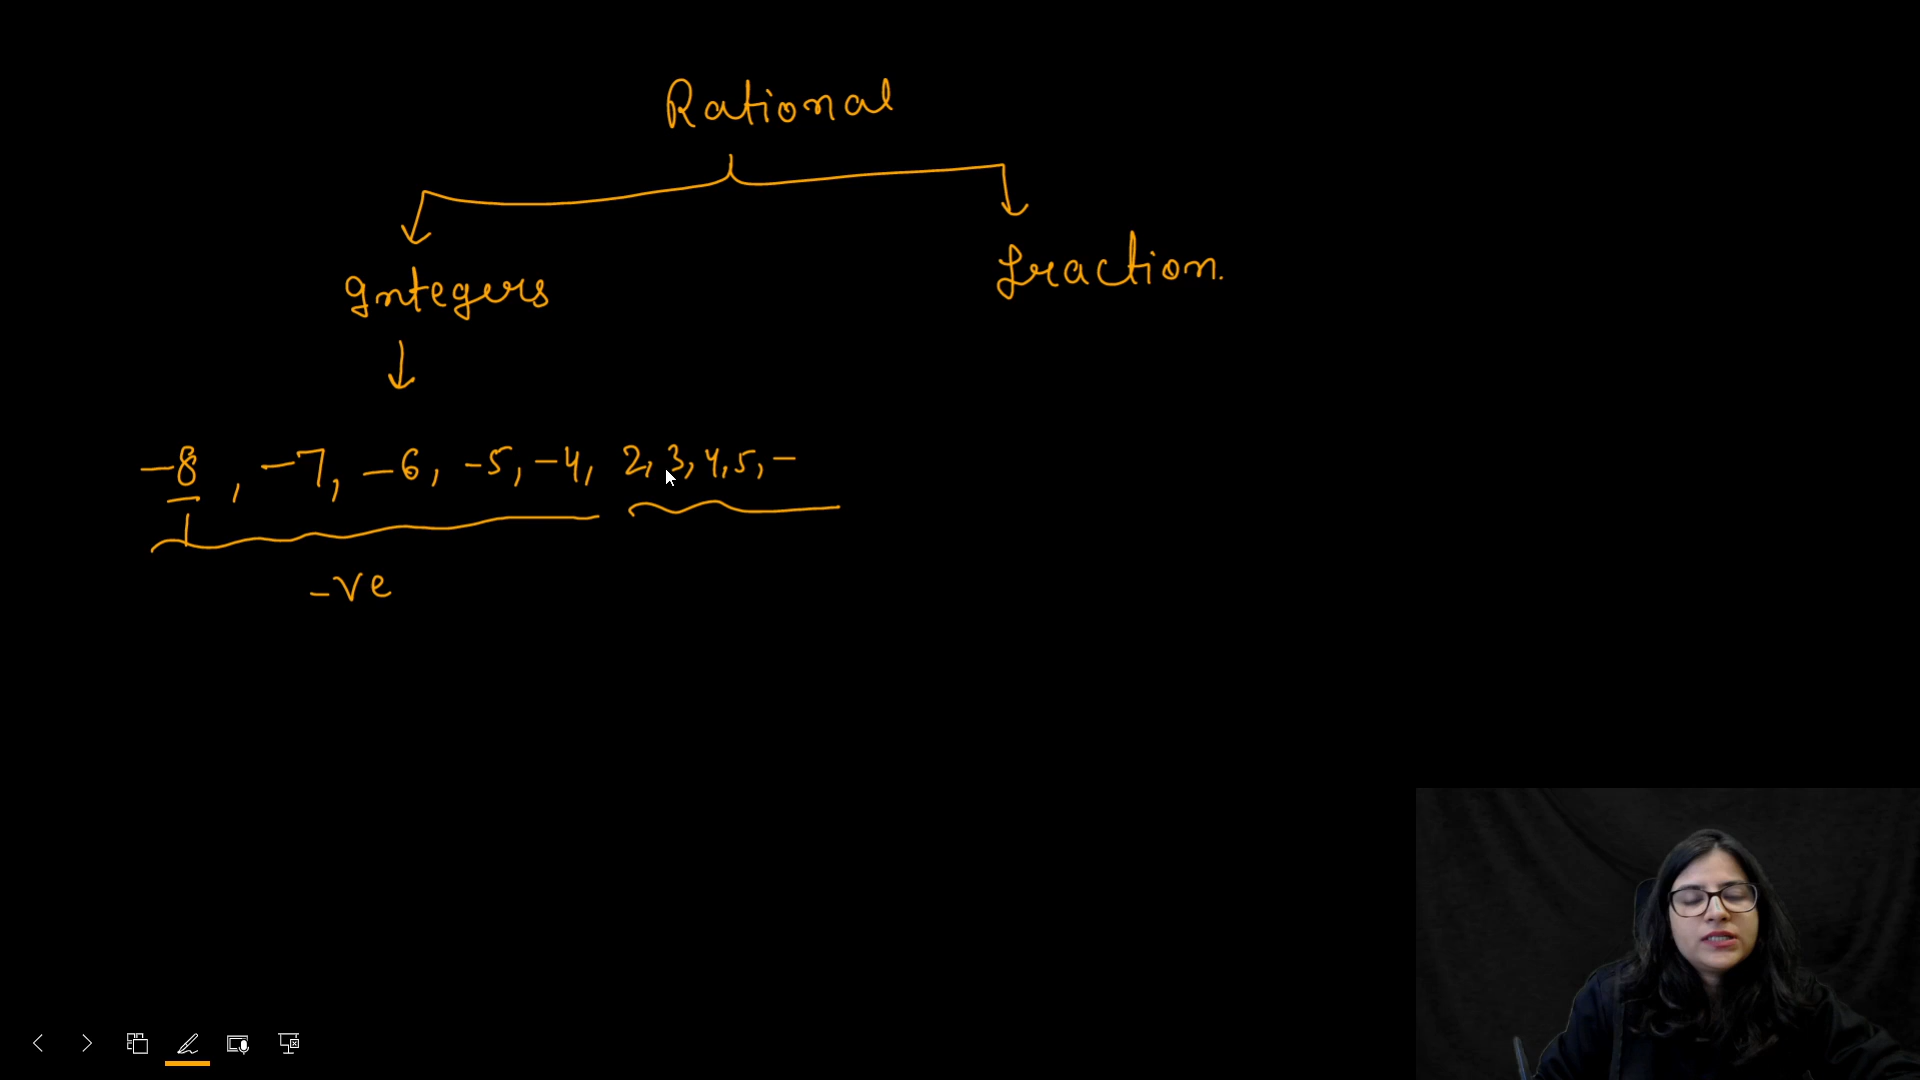 Rational
Integers
fraction.
-8, -7, -6, -5, -4, 2, 3, 4, 5, -
-ve